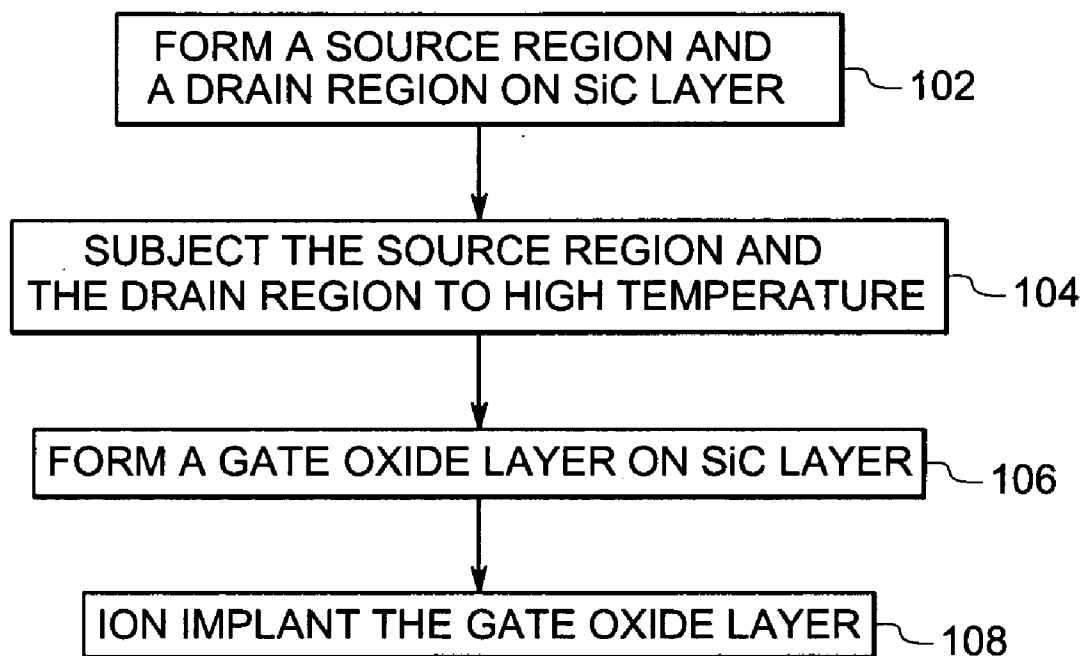 FORM A SOURCE REGION AND
A DRAIN REGION ON SiC LAYER
102
SUBJECT THE SOURCE REGION AND
THE DRAIN REGION TO HIGH TEMPERATURE
104
FORM A GATE OXIDE LAYER ON SiC LAYER
106
ION IMPLANT THE GATE OXIDE LAYER
108